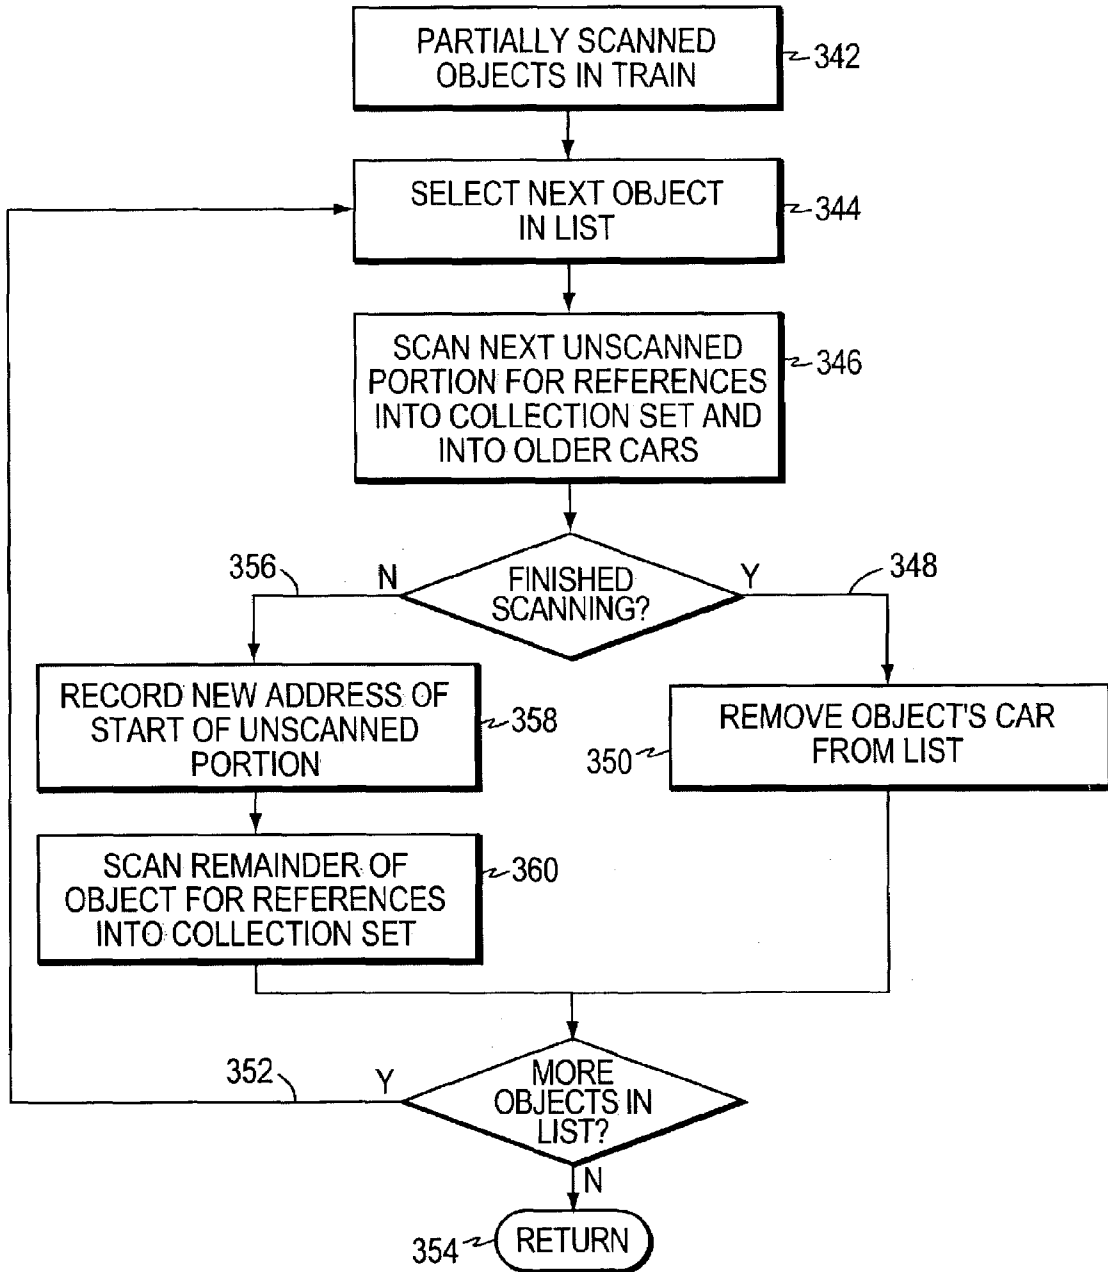 PARTIALLY SCANNED
OBJECTS IN TRAIN
342
SELECT NEXT OBJECT
IN LIST
344
SCAN NEXT UNSCANNED
PORTION FOR REFERENCES
INTO COLLECTION SET AND
INTO OLDER CARS
346
FINISHED
SCANNING?
356
N
Y
348
RECORD NEW ADDRESS OF
START OF UNSCANNED
PORTION
358
REMOVE OBJECT'S CAR
FROM LIST
350
SCAN REMAINDER OF
OBJECT FOR REFERENCES
INTO COLLECTION SET
360
352
Y
MORE
OBJECTS IN
LIST?
N
RETURN
354